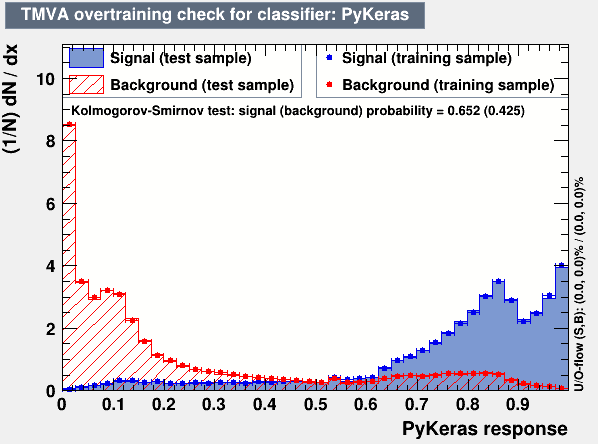 TMVA overtraining check for classifier: PyKeras
(1/N) dN / dx
Signal (test sample)
Background (test sample)
Signal (training sample)
Background (training sample)
Kolmogorov-Smirnov test: signal (background) probability = 0.652 (0.425)
10
8
6
4
2
0
0 0.1 0.2 0.3 0.4 0.5 0.6 0.7 0.8 0.9
PyKeras response
U/O-flow (S,B): (0.0, 0.0)% / (0.0, 0.0)%